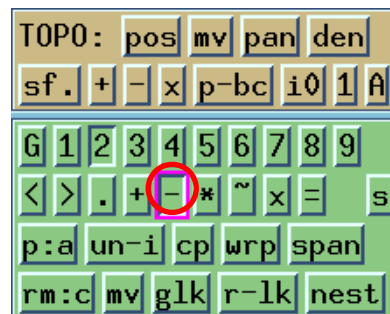 TOPO: pos mv pan den
sf. + - x p-bc i0 1 A
G 1 2 3 4 5 6 7 8 9
< > . + - * ~ x = s
p:a un-i cp wrp span
rm:c mv glk r-lk nest